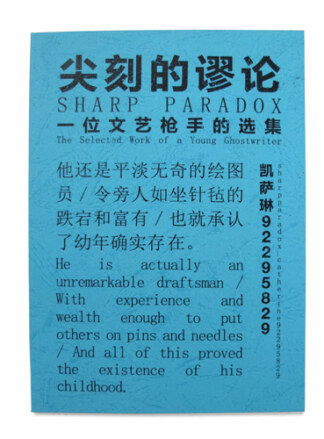 尖刻的谬论
SHARP PARADOX
一位文艺枪手的选集
The Selected Work of a Young Ghostwriter
他还是平淡无奇的绘图
员/令旁人如坐针毡的
跌宕和富有/也就承认
了幼年确实存在。
He is actually an
unremarkable draftsman /
With experience and
wealth enough to put
others on pins and needles
/ And all of this proved
the existence of his
childhood.
凯萨琳92295829
sharpparadoxcatherine92295829